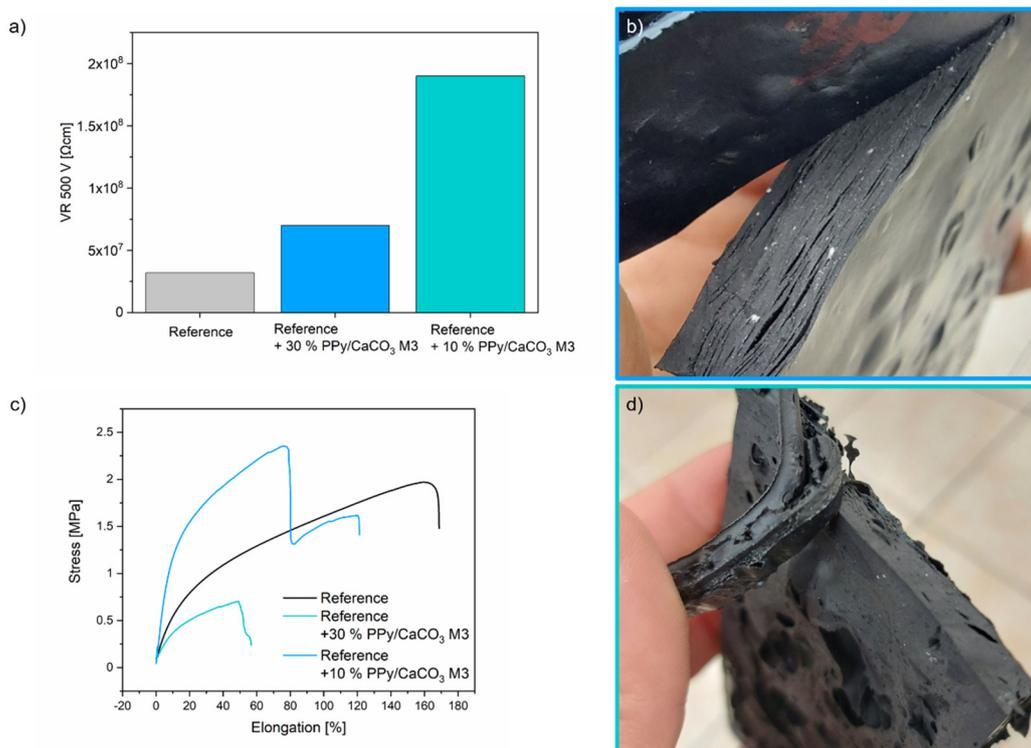 a)
VR 500 V [Ωcm]
2x10⁸
1.5x10⁸
1x10⁸
5x10⁷
0
Reference
Reference
+ 30 % PPy/CaCO₃ M3
Reference
+ 10 % PPy/CaCO₃ M3
b)
c)
Stress [MPa]
2.5
2
1.5
1
0.5
0
Reference
Reference
+30 % PPy/CaCO₃ M3
Reference
+10 % PPy/CaCO₃ M3
-20 0 20 40 60 80 100 120 140 160 180
Elongation [%]
d)